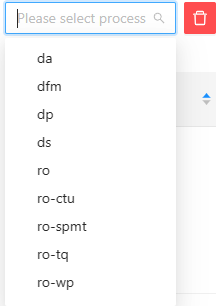 Please select process
da
dfm
dp
ds
ro
ro-ctu
ro-spmt
ro-tq
ro-wp